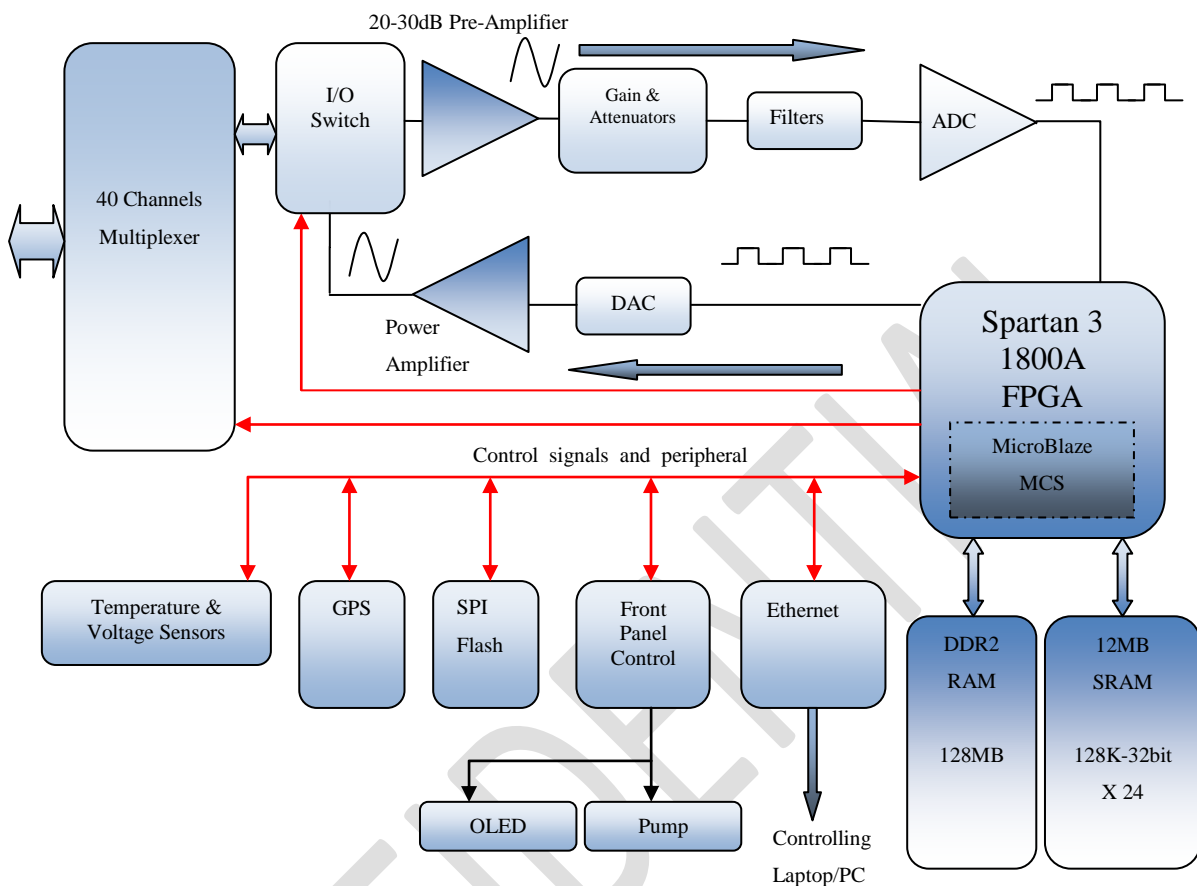 20-30dB Pre-Amplifier
I/O
Switch
Gain &
Attenuators
Filters
ADC
40 Channels
Multiplexer
DAC
Power
Amplifier
Spartan 3
1800A
FPGA
MicroBlaze
MCS
Control signals and peripheral
Temperature &
Voltage Sensors
GPS
SPI
Flash
Front
Panel
Control
Ethernet
DDR2
RAM
128MB
12MB
SRAM
128K-32bit
X 24
OLED
Pump
Controlling
Laptop/PC
FIDENTIA